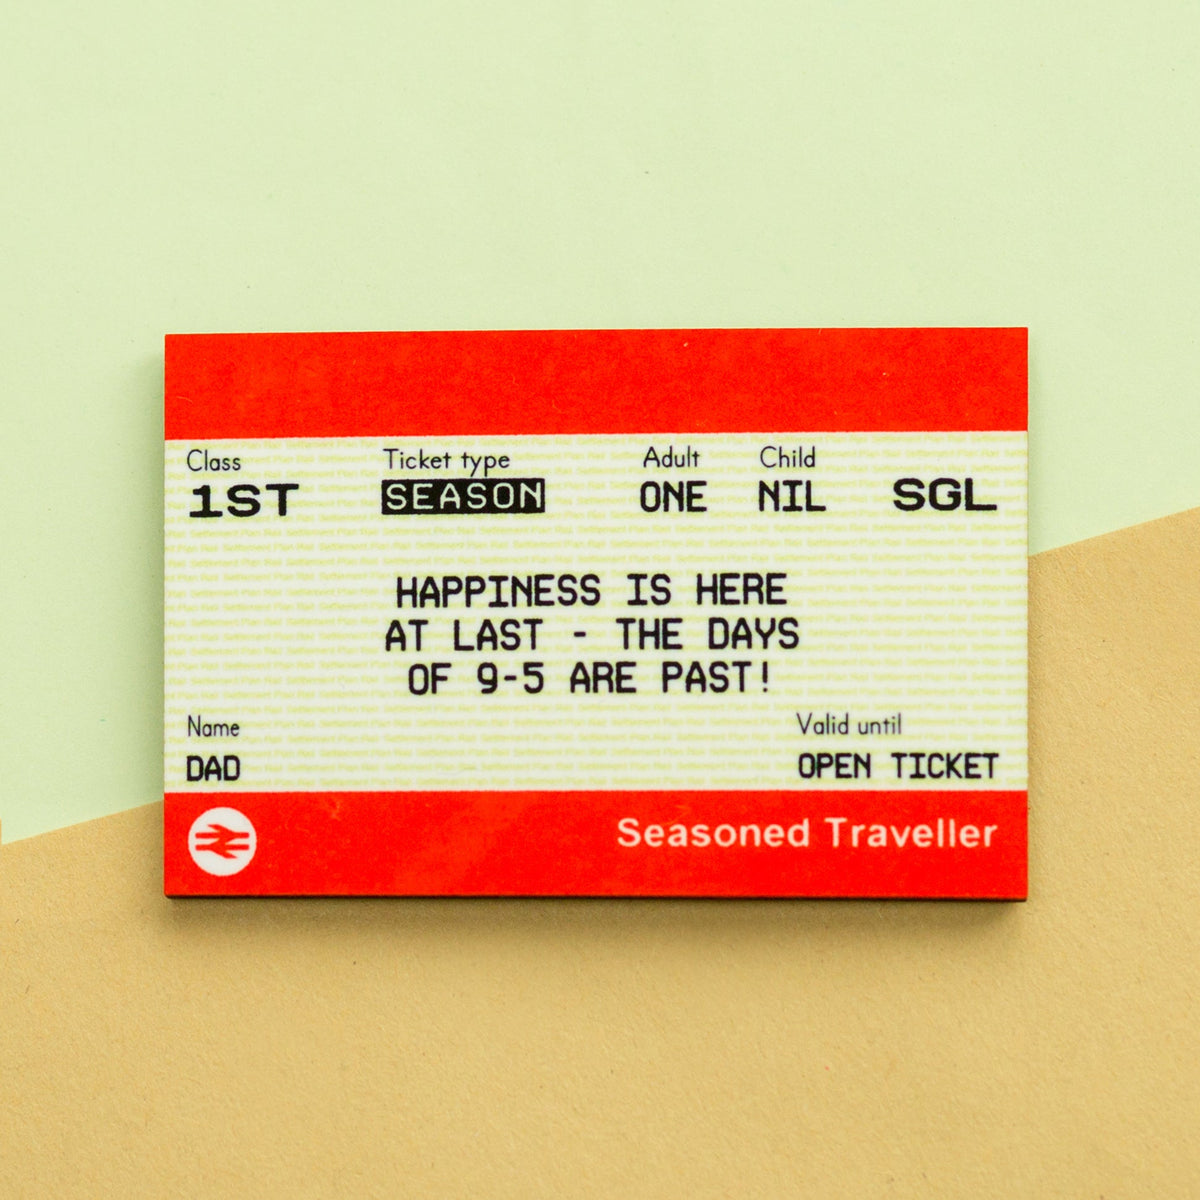 Class Ticket type Adult Child
1ST SEASON ONE NIL SGL
HAPPINESS IS HERE
AT LAST - THE DAYS
OF 9-5 ARE PAST!
Name Valid until
DAD OPEN TICKET
Seasoned Traveller